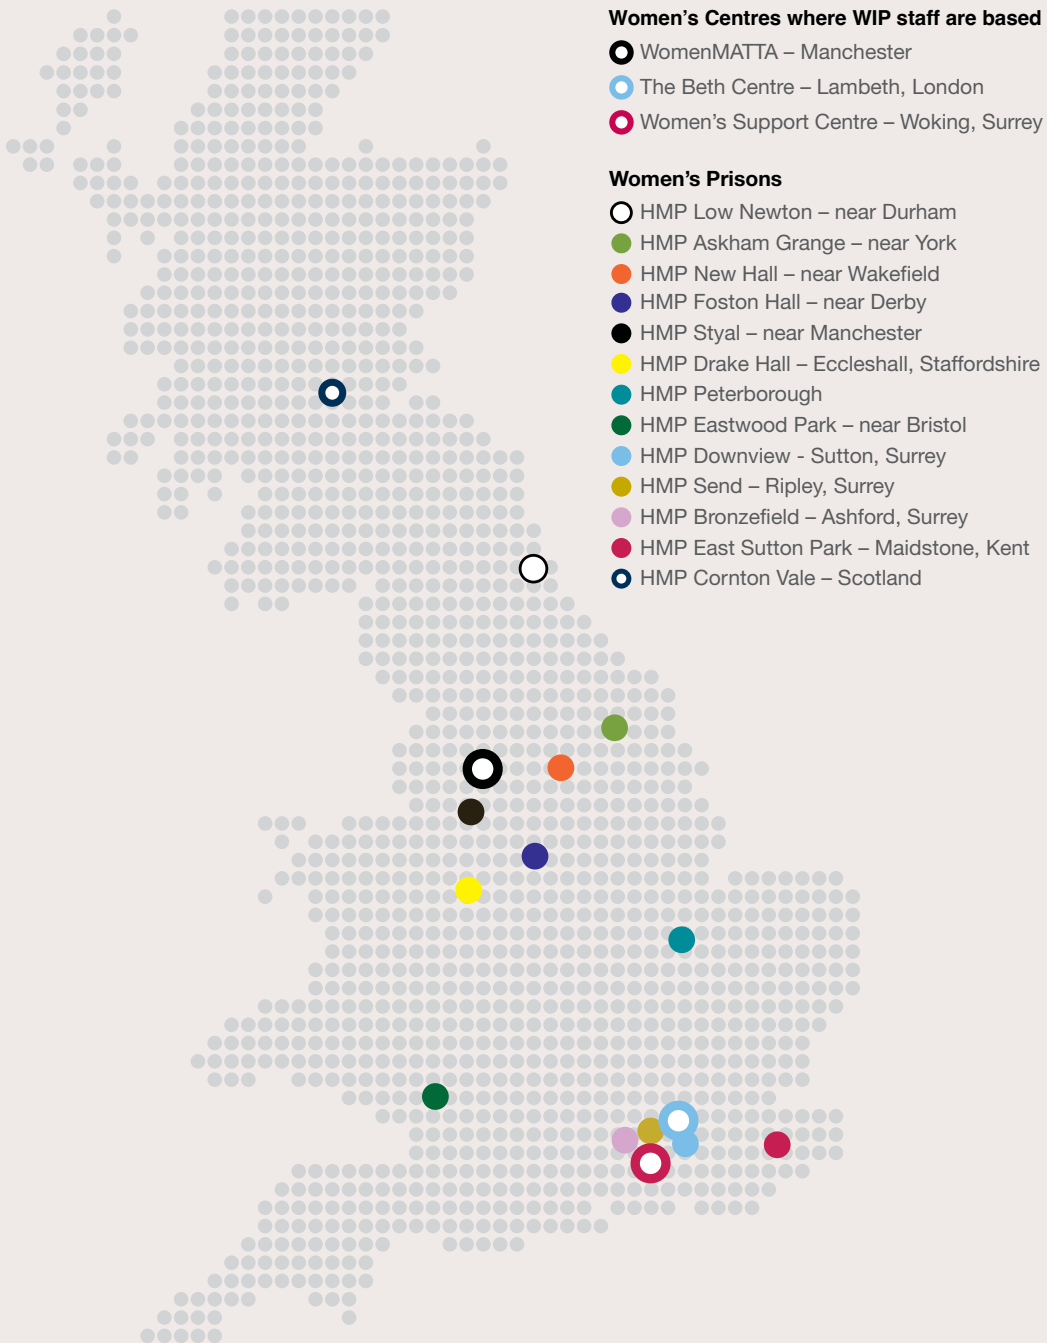 Women’s Centres where WIP staff are based
WomenMATTA – Manchester
The Beth Centre – Lambeth, London
Women’s Support Centre – Woking, Surrey
Women’s Prisons
HMP Low Newton – near Durham
HMP Askham Grange – near York
HMP New Hall – near Wakefield
HMP Foston Hall – near Derby
HMP Styal – near Manchester
HMP Drake Hall – Eccleshall, Staffordshire
HMP Peterborough
HMP Eastwood Park – near Bristol
HMP Downview - Sutton, Surrey
HMP Send – Ripley, Surrey
HMP Bronzefield – Ashford, Surrey
HMP East Sutton Park – Maidstone, Kent
HMP Cornton Vale – Scotland